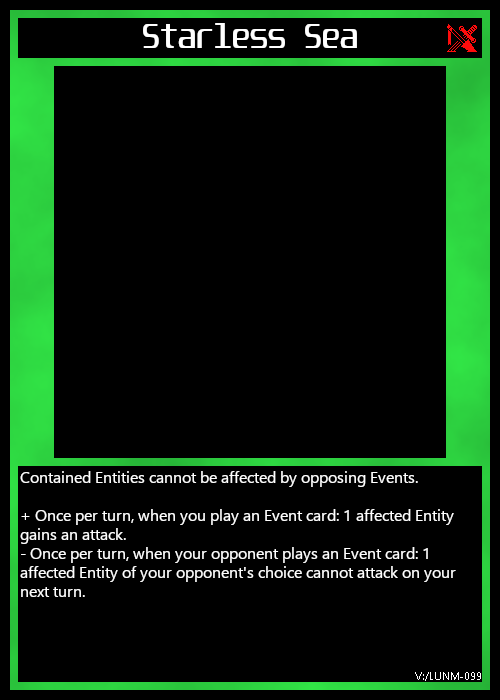 Starless Sea
Contained Entities cannot be affected by opposing Events.
+ Once per turn, when you play an Event card: 1 affected Entity
gains an attack.
- Once per turn, when your opponent plays an Event card: 1
affected Entity of your opponent's choice cannot attack on your
next turn.
V:/LUNM-099